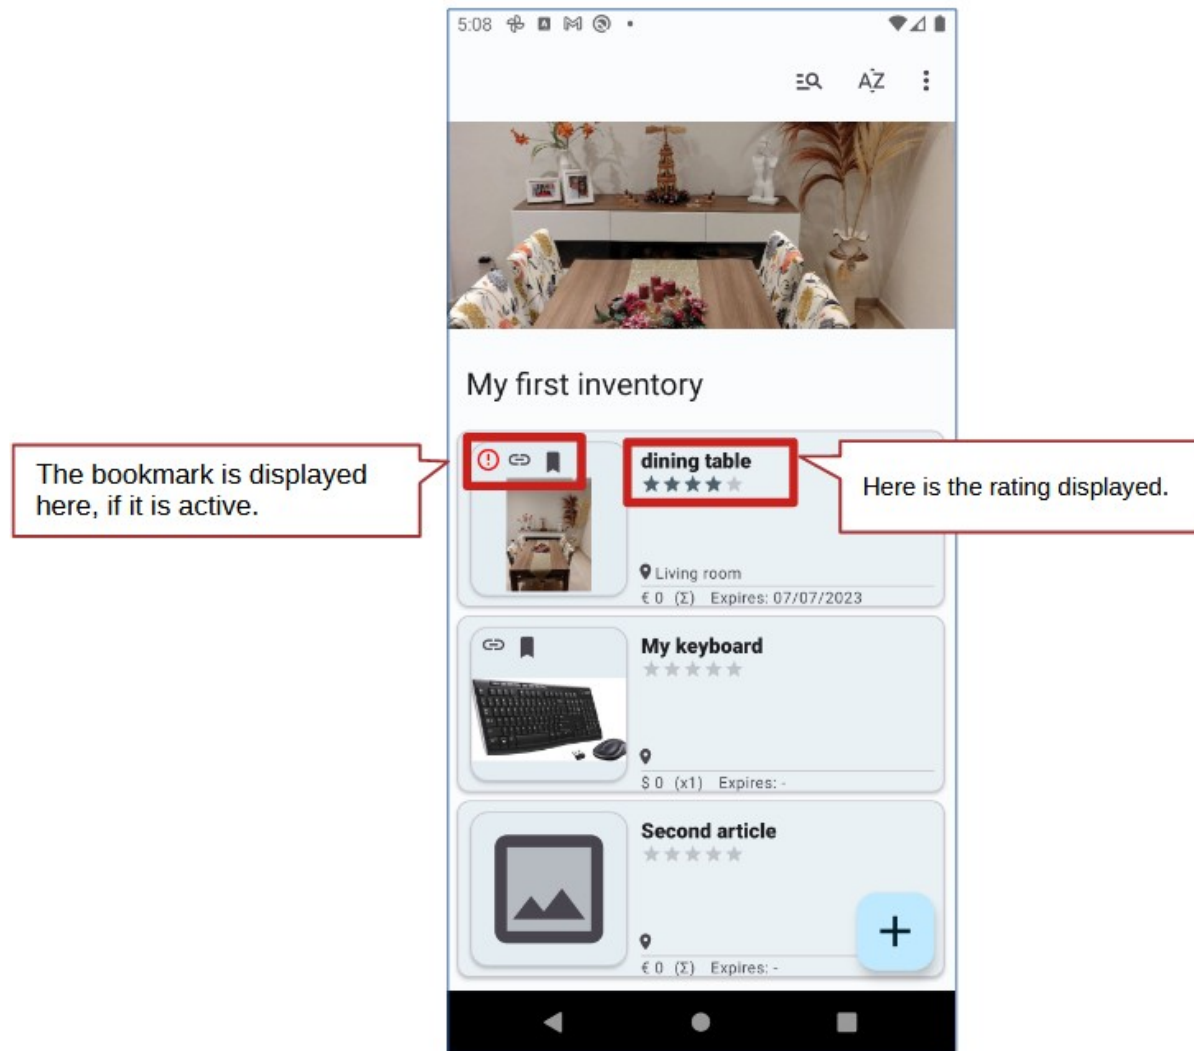 5:08
AZ
My first inventory
The bookmark is displayed
here, if it is active.
dining table
Here is the rating displayed.
Living room
€ 0 (Σ) Expires: 07/07/2023
My keyboard
$ 0 (x1) Expires: -
Second article
€ 0 (Σ) Expires: -